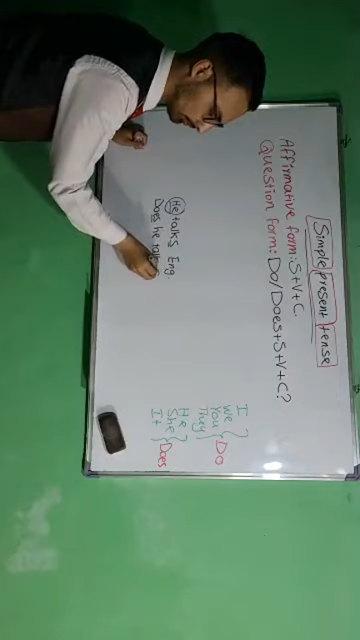 Simple present tense
Affirmative form: S+V+C.
Question form: Do/Does+S+V+C?
I
We
You
They
Do
He
She
It
Does
He talks Eng.
Does he talk